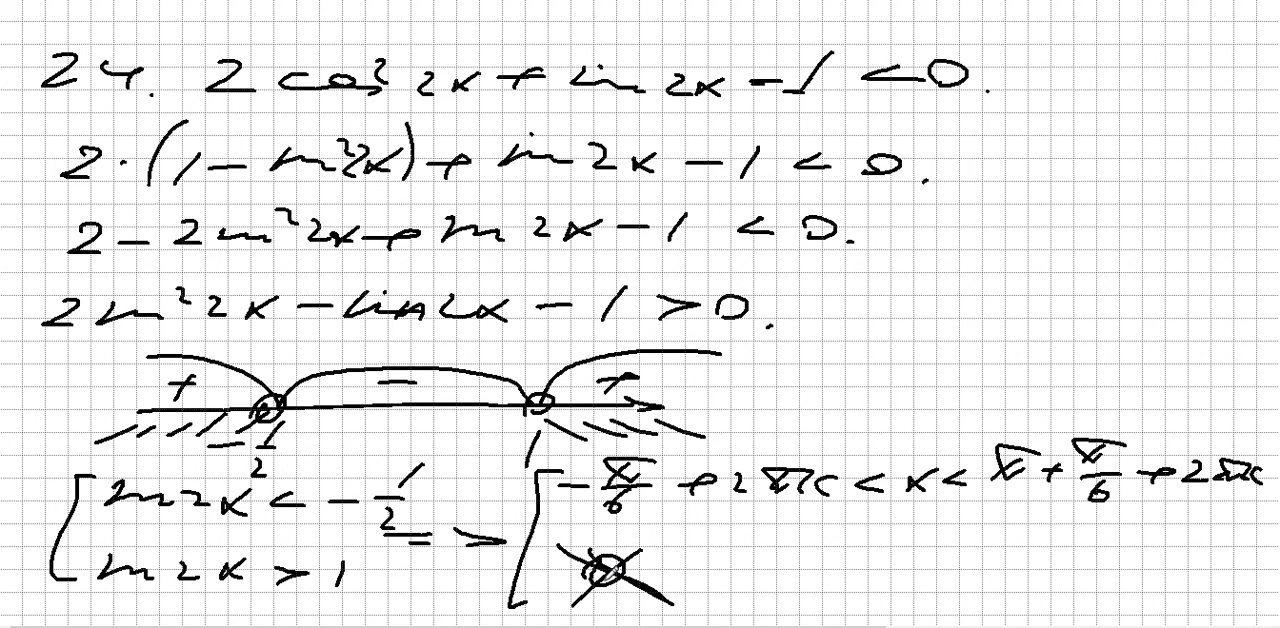 24. 2 cos² 2x + sin 2x - 1 < 0.
2 · (1 - sin² 2x) + sin 2x - 1 < 0.
2 - 2 sin² 2x + sin 2x - 1 < 0.
2 sin² 2x - sin 2x - 1 > 0.
+ - +
-1/2 1
[ sin 2x < -1/2 => [ -π/6 + 2πk < x < π + π/6 + 2πk
sin 2x > 1 ∅